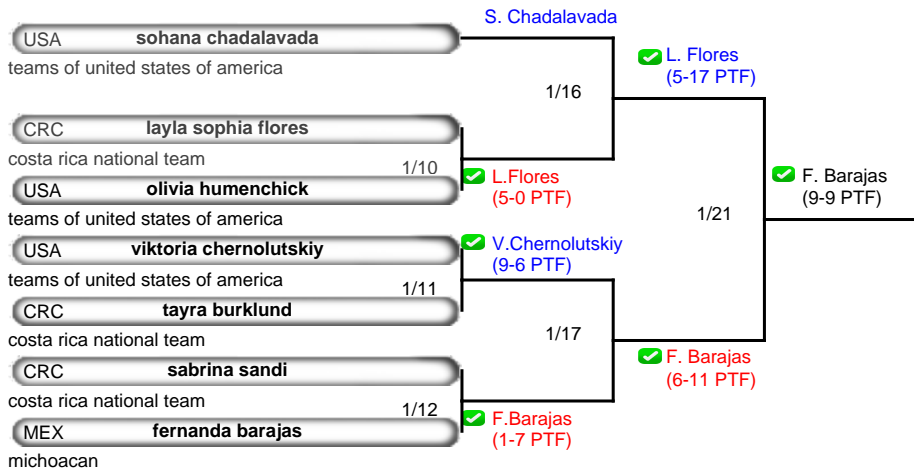 S. Chadalavada
USA sohana chadalavada
teams of united states of america
L. Flores
(5-17 PTF)
1/16
CRC layla sophia flores
costa rica national team
1/10
L.Flores
(5-0 PTF)
USA olivia humenchick
teams of united states of america
F. Barajas
(9-9 PTF)
1/21
USA viktoria chernolutskiy
V.Chernolutskiy
(9-6 PTF)
teams of united states of america
1/11
CRC tayra burklund
costa rica national team
1/17
F. Barajas
(6-11 PTF)
CRC sabrina sandi
costa rica national team
1/12
F.Barajas
(1-7 PTF)
MEX fernanda barajas
michoacan